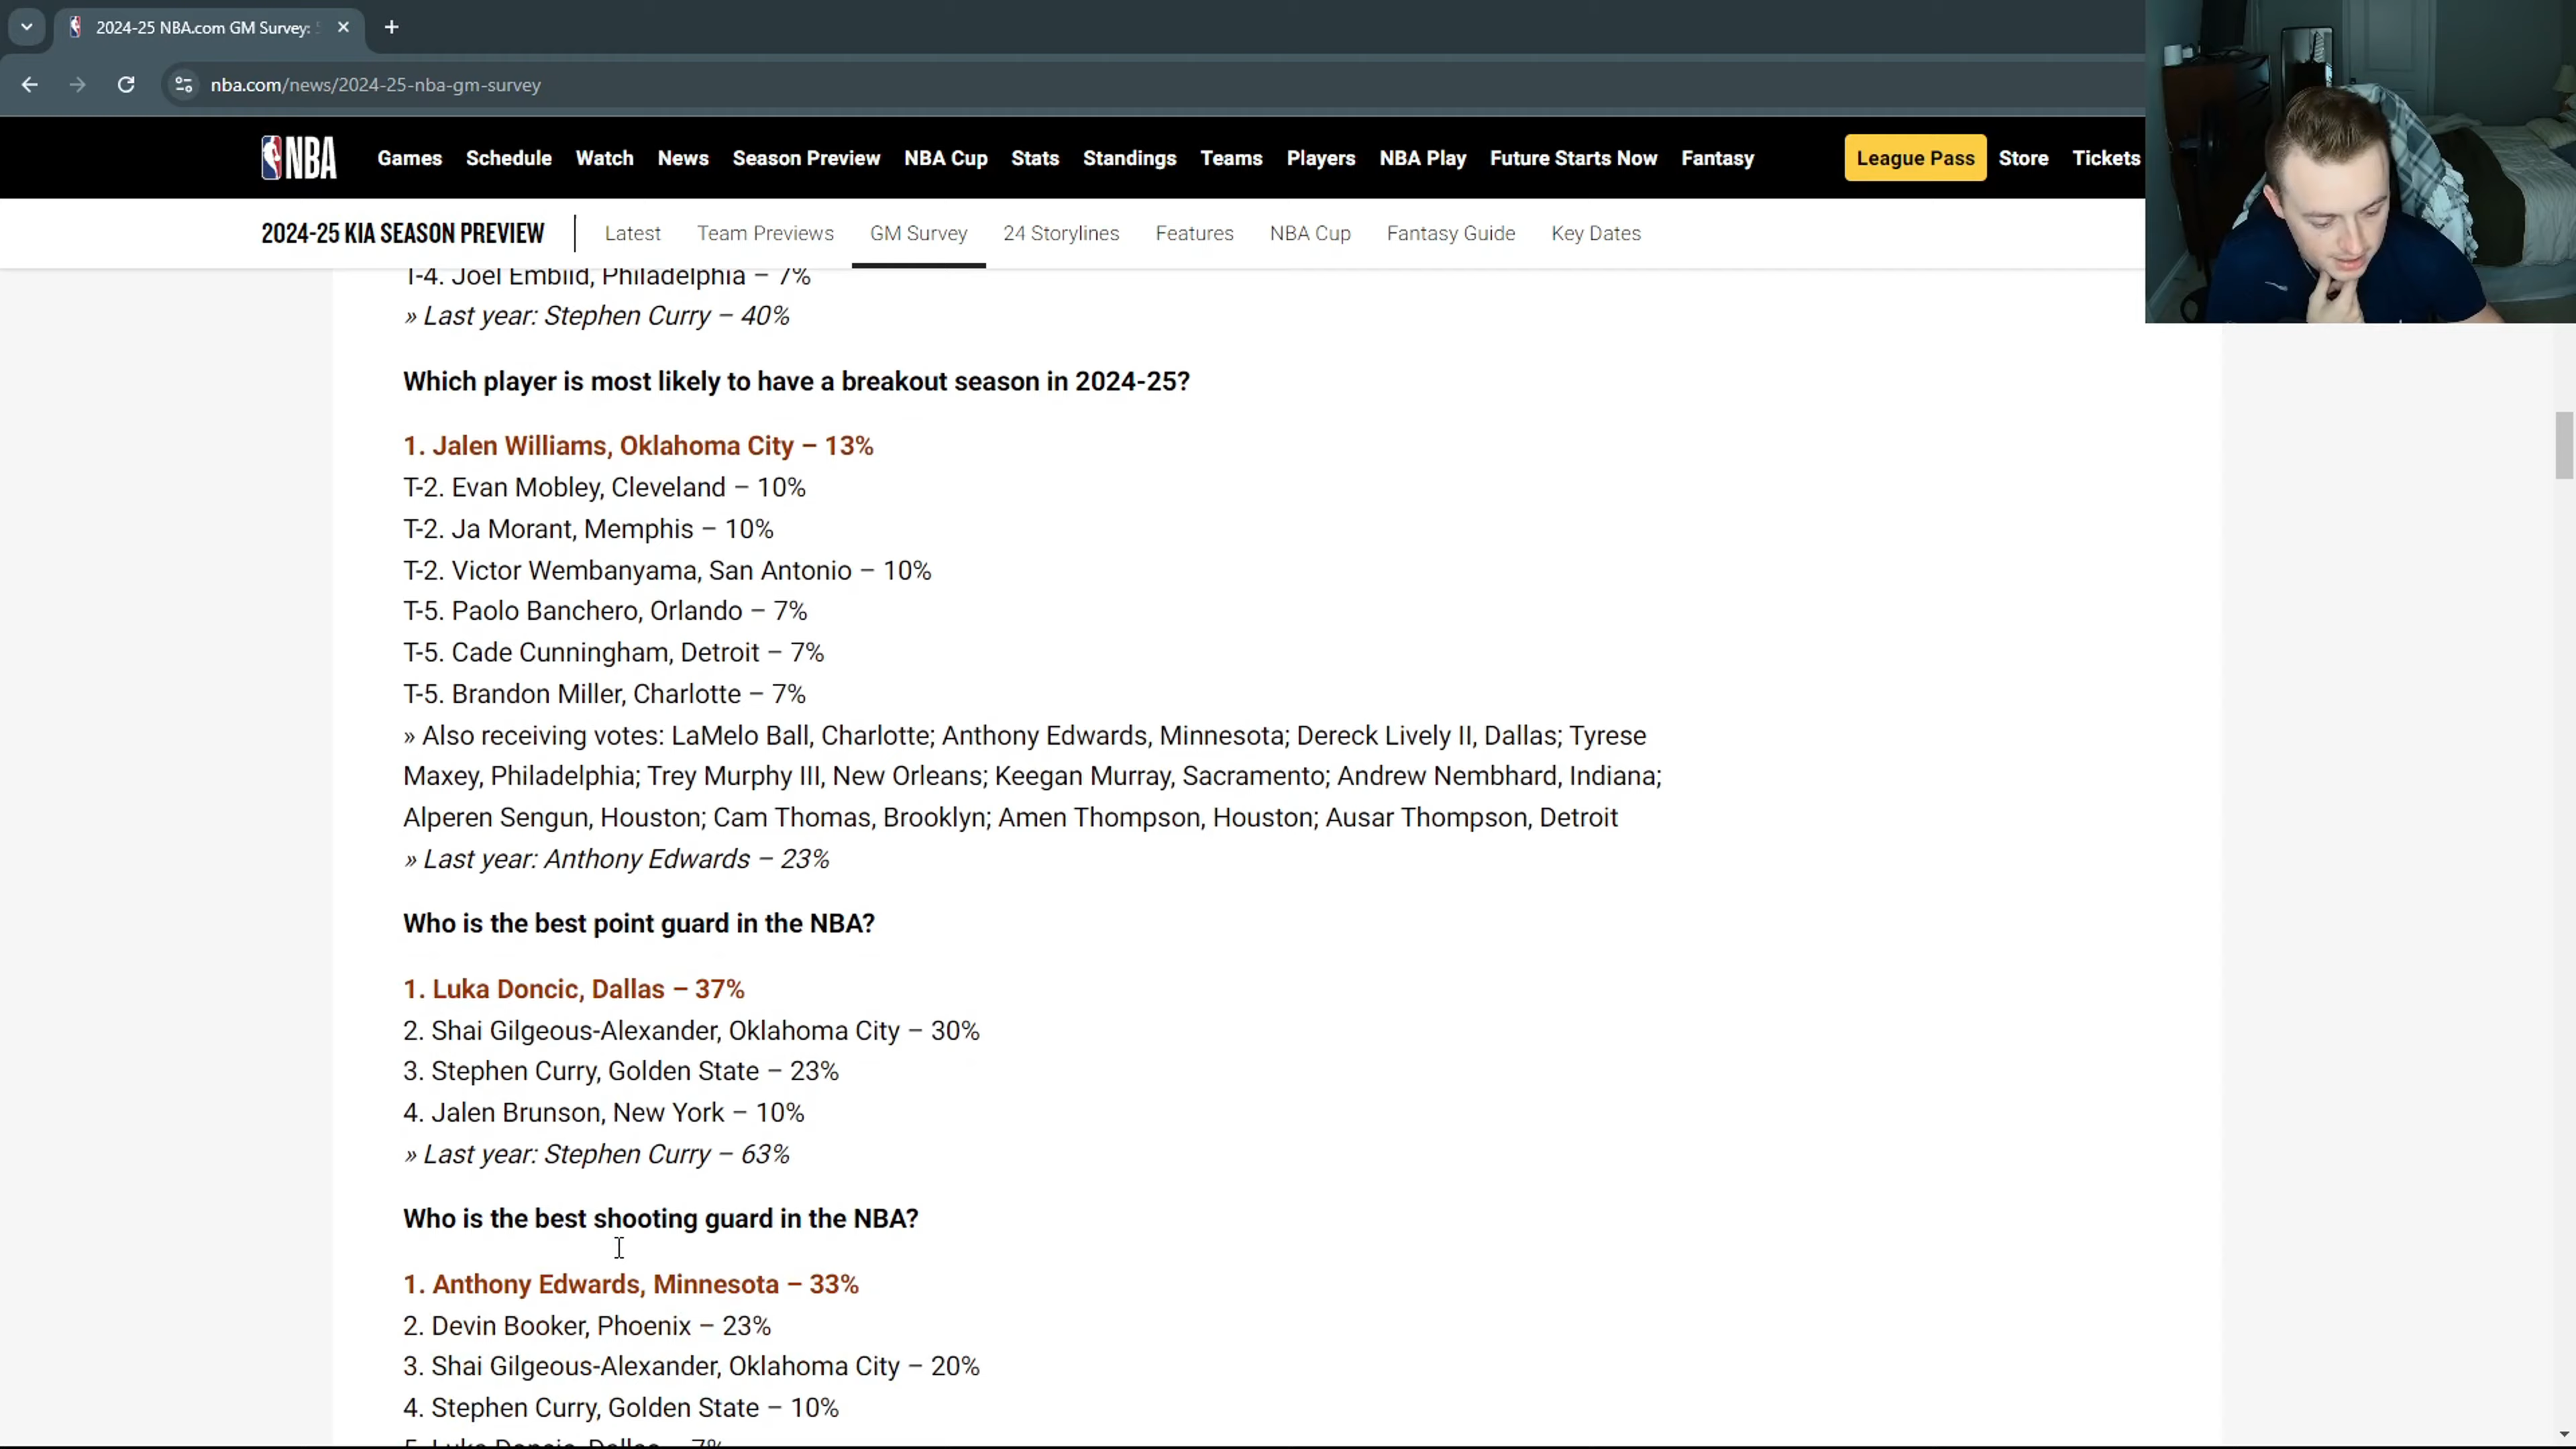 2024-25 NBA.com GM Survey:
nba.com/news/2024-25-nba-gm-survey
NBA Games Schedule Watch News Season Preview NBA Cup Stats Standings Teams Players NBA Play Future Starts Now Fantasy League Pass Store Tickets
2024-25 KIA SEASON PREVIEW Latest Team Previews GM Survey 24 Storylines Features NBA Cup Fantasy Guide Key Dates
T-4. Joel Embiid, Philadelphia – 7%
» Last year: Stephen Curry – 40%
Which player is most likely to have a breakout season in 2024-25?
1. Jalen Williams, Oklahoma City – 13%
T-2. Evan Mobley, Cleveland – 10%
T-2. Ja Morant, Memphis – 10%
T-2. Victor Wembanyama, San Antonio – 10%
T-5. Paolo Banchero, Orlando – 7%
T-5. Cade Cunningham, Detroit – 7%
T-5. Brandon Miller, Charlotte – 7%
» Also receiving votes: LaMelo Ball, Charlotte; Anthony Edwards, Minnesota; Dereck Lively II, Dallas; Tyrese
Maxey, Philadelphia; Trey Murphy III, New Orleans; Keegan Murray, Sacramento; Andrew Nembhard, Indiana;
Alperen Sengun, Houston; Cam Thomas, Brooklyn; Amen Thompson, Houston; Ausar Thompson, Detroit
» Last year: Anthony Edwards – 23%
Who is the best point guard in the NBA?
1. Luka Doncic, Dallas – 37%
2. Shai Gilgeous-Alexander, Oklahoma City – 30%
3. Stephen Curry, Golden State – 23%
4. Jalen Brunson, New York – 10%
» Last year: Stephen Curry – 63%
Who is the best shooting guard in the NBA?
1. Anthony Edwards, Minnesota – 33%
2. Devin Booker, Phoenix – 23%
3. Shai Gilgeous-Alexander, Oklahoma City – 20%
4. Stephen Curry, Golden State – 10%
5. Luka Doncic, Dallas – 7%